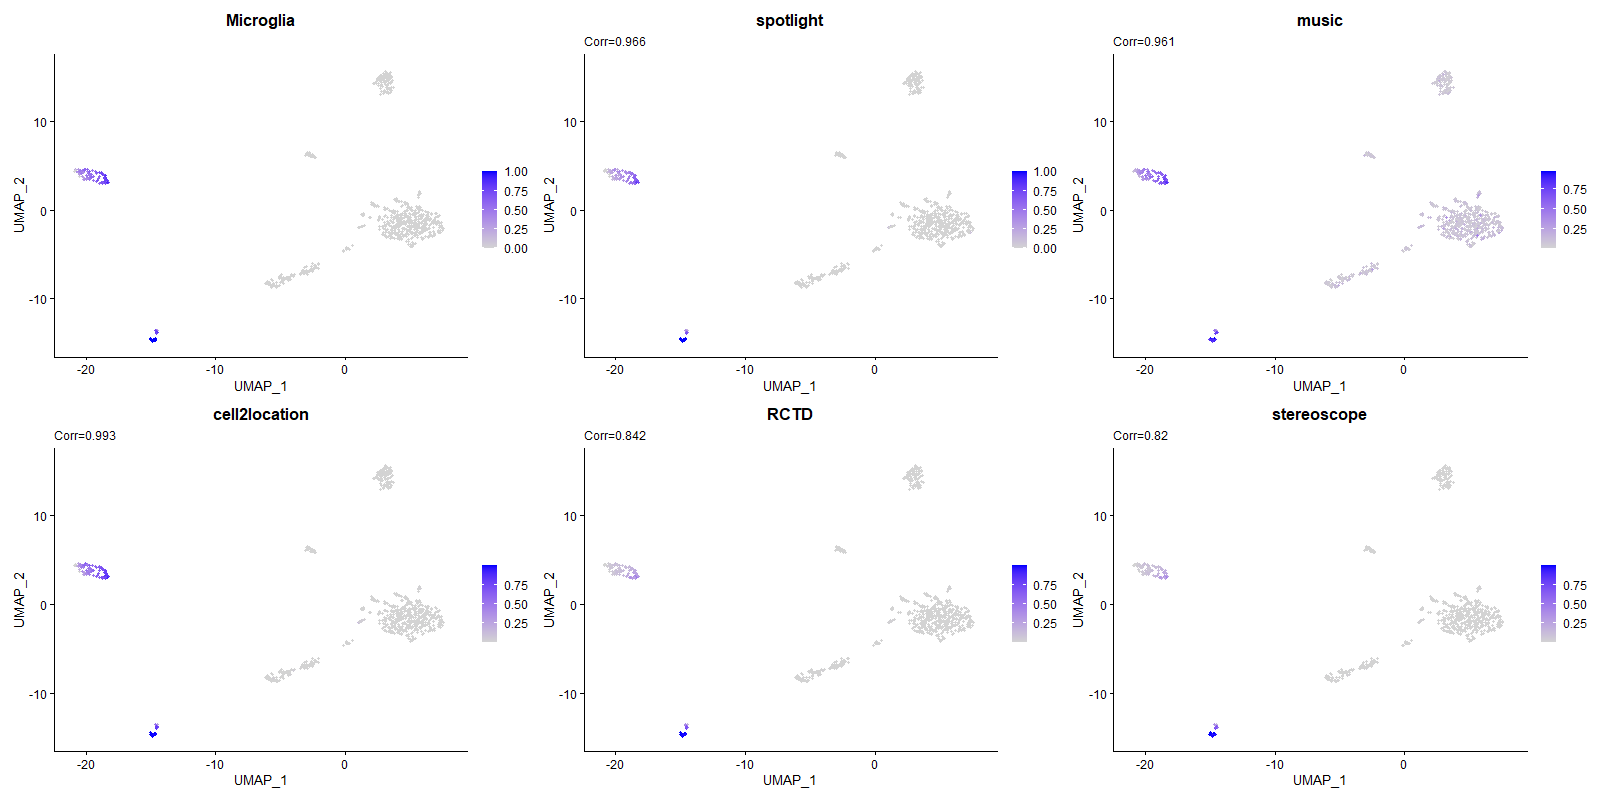 Microglia
10
0
-10
-20
-10
0
UMAP_1
UMAP_2
1.00
0.75
0.50
0.25
0.00
spotlight
Corr=0.966
10
0
-10
-20
-10
0
UMAP_1
UMAP_2
1.00
0.75
0.50
0.25
0.00
music
Corr=0.961
10
0
-10
-20
-10
0
UMAP_1
UMAP_2
0.75
0.50
0.25
cell2location
Corr=0.993
10
0
-10
-20
-10
0
UMAP_1
UMAP_2
0.75
0.50
0.25
RCTD
Corr=0.842
10
0
-10
-20
-10
0
UMAP_1
UMAP_2
0.75
0.50
0.25
stereoscope
Corr=0.82
10
0
-10
-20
-10
0
UMAP_1
UMAP_2
0.75
0.50
0.25